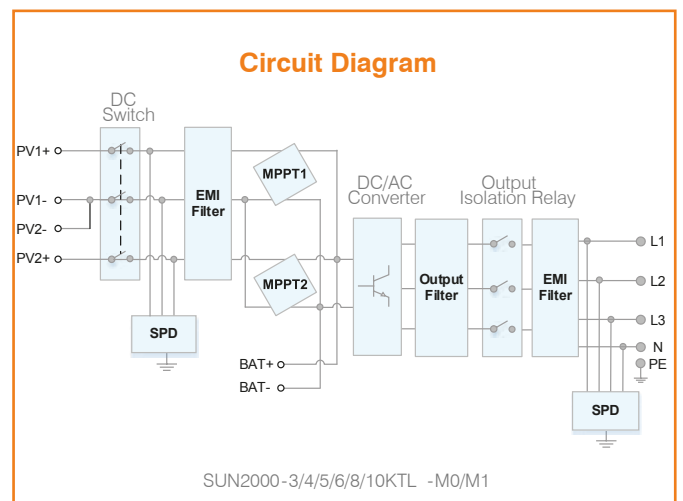 Circuit Diagram
DC
Switch
PV1+
PV1-
PV2-
PV2+
EMI
Filter
MPPT1
MPPT2
SPD
BAT+
BAT-
DC/AC
Converter
Output
Filter
Output
Isolation Relay
EMI
Filter
L1
L2
L3
N
PE
SPD
SUN2000-3/4/5/6/8/10KTL -M0/M1